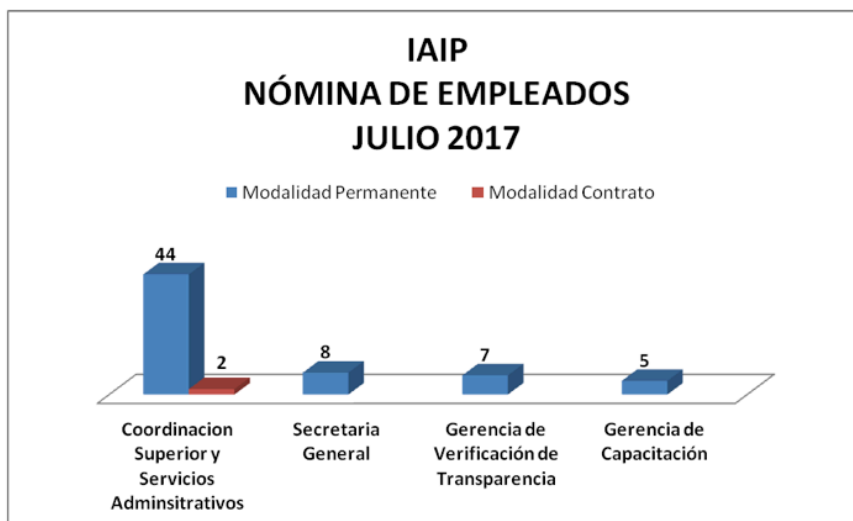 IAIP
NÓMINA DE EMPLEADOS
JULIO 2017
Modalidad Permanente
Modalidad Contrato
44
2
8
7
5
Coordinacion
Superior y
Servicios
Adminsitrativos
Secretaria
General
Gerencia de
Verificación de
Transparencia
Gerencia de
Capacitación